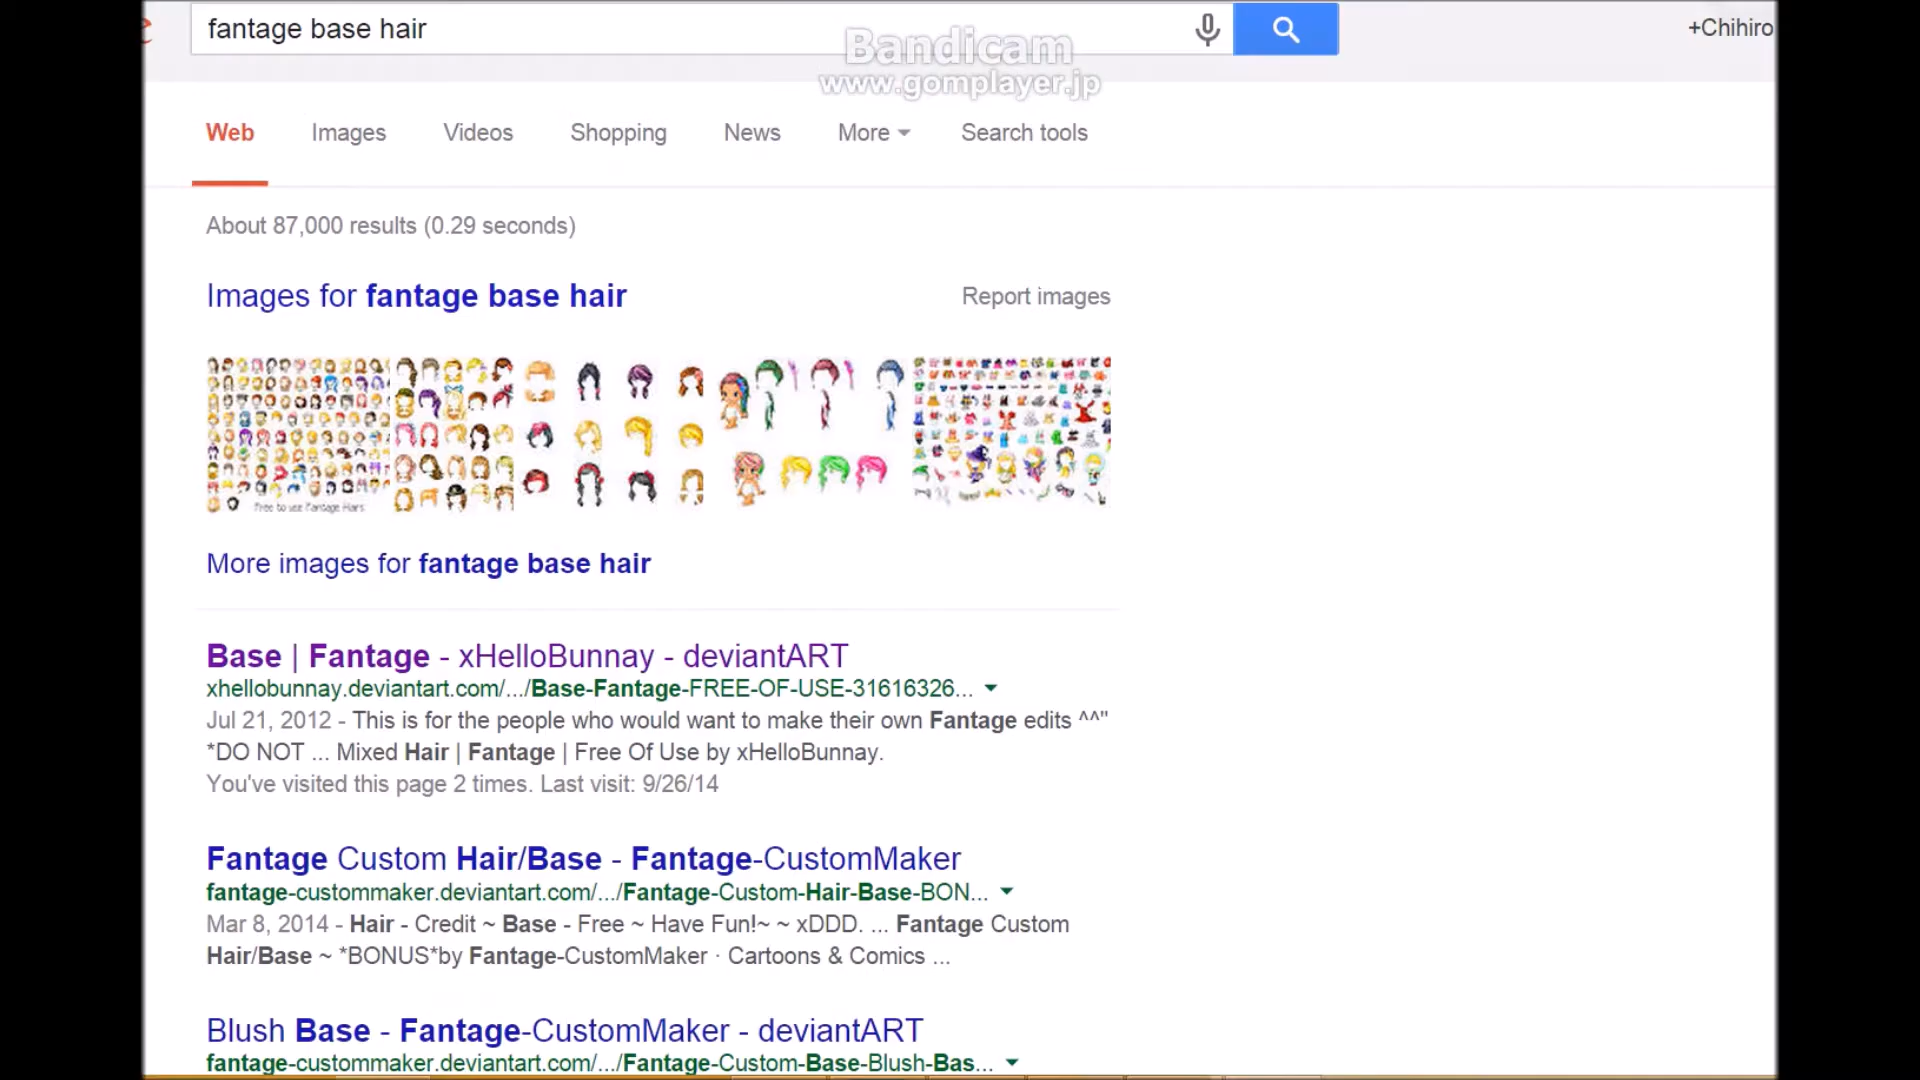 fantage base hair
+Chihiro
Bandicam
www.gomplayer.jp
Web Images Videos Shopping News More Search tools
About 87,000 results (0.29 seconds)
Images for fantage base hair
Report images
Free to use Fantage Hairs
More images for fantage base hair
Base | Fantage - xHelloBunnay - deviantART
xhellobunnay.deviantart.com/.../Base-Fantage-FREE-OF-USE-31616326...
Jul 21, 2012 - This is for the people who would want to make their own Fantage edits ^^"
*DO NOT ... Mixed Hair | Fantage | Free Of Use by xHelloBunnay.
You've visited this page 2 times. Last visit: 9/26/14
Fantage Custom Hair/Base - Fantage-CustomMaker
fantage-custommaker.deviantart.com/.../Fantage-Custom-Hair-Base-BON...
Mar 8, 2014 - Hair - Credit ~ Base - Free ~ Have Fun!~ ~ xDDD. ... Fantage Custom
Hair/Base ~ *BONUS*by Fantage-CustomMaker · Cartoons & Comics ...
Blush Base - Fantage-CustomMaker - deviantART
fantage-custommaker.deviantart.com/.../Fantage-Custom-Base-Blush-Bas...